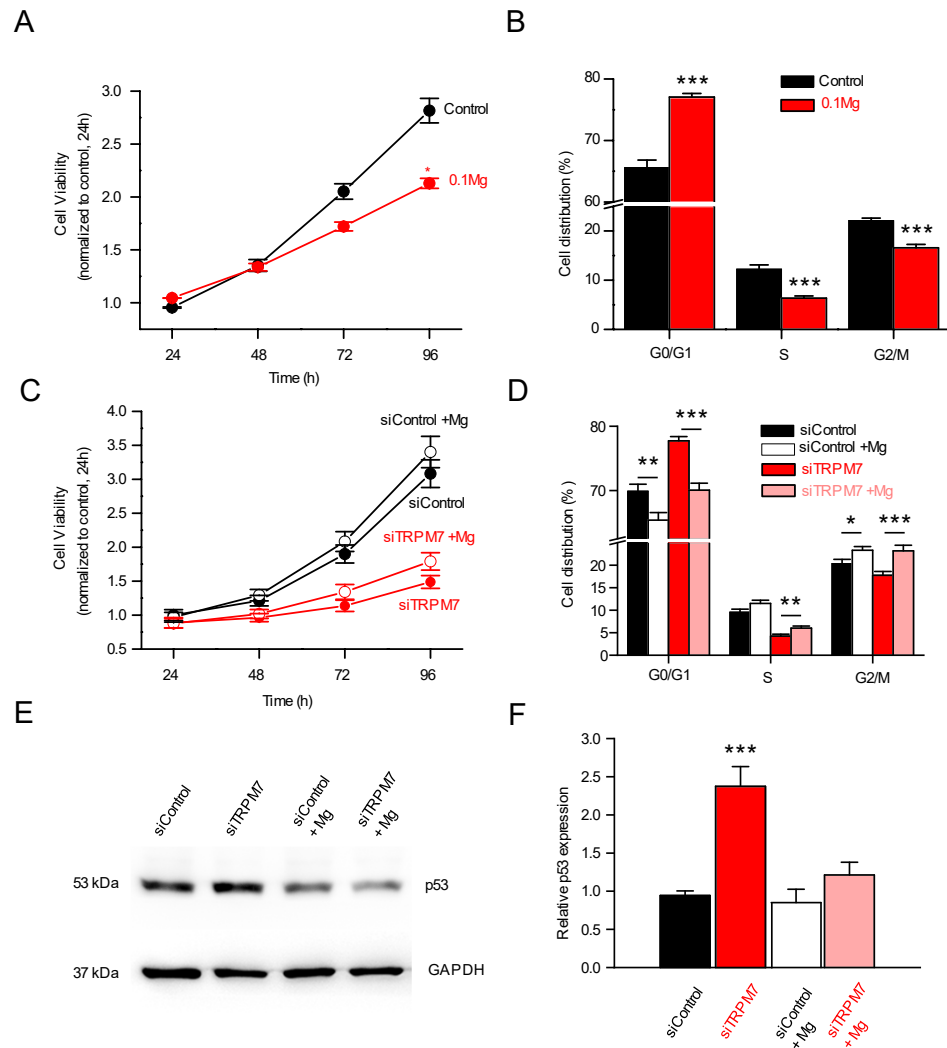 A
Cell Viability
(normalized to control, 24h)
3.0
2.5
2.0
1.5
1.0
Control
*
0.1Mg
24 48 72 96
Time (h)
B
Cell distribution (%)
80
70
60
20
10
0
***
***
***
Control
0.1Mg
G0/G1 S G2/M
C
Cell Viability
(normalized to control, 24h)
4.0
3.5
3.0
2.5
2.0
1.5
1.0
0.5
siControl +Mg
siControl
siTRPM7 +Mg
siTRPM7
24 48 72 96
Time (h)
D
Cell distribution (%)
80
70
20
15
10
5
0
** ***
**
* ***
siControl
siControl +Mg
siTRPM7
siTRPM7 +Mg
G0/G1 S G2/M
E
siControl
siTRPM7
siControl
+ Mg
siTRPM7
+ Mg
53 kDa
p53
37 kDa
GAPDH
F
Relative p53 expression
3.0
2.5
2.0
1.5
1.0
0.5
0.0
***
siControl
siTRPM7
siControl
+ Mg
siTRPM7
+ Mg